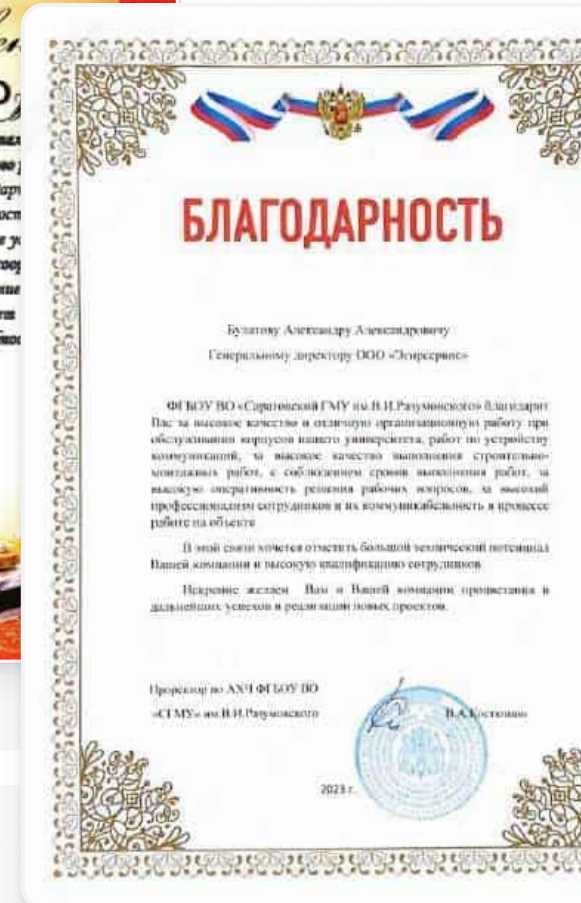 БЛАГОДАРНОСТЬ
Булатову Александру Александровичу
Генеральному директору ООО
ФГБОУ ВО «Саратовский ГМУ им.В.И.Разумовского» благодарит
Вас за высокое качество и отличную организационную работу при
обслуживании корпусов нашего университета, работ по устройству
коммуникаций, за высокое качество выполнения строительно-
монтажных работ, с соблюдением сроков выполнения работ, за
высокую оперативность решения рабочих вопросов, за высокий
профессионализм сотрудников и их коммуникабельность в процессе
работе на объекте
В этой связи хочется отметить большой технический потенциал
Вашей компании и высокую квалификацию сотрудников
Искренне желаем Вам и Вашей компании процветания и
дальнейших успехов в реализации новых проектов.
Проректор по АХЧ ФГБОУ ВО
«СГМУ» им.В.И.Разумовского
2023 г.